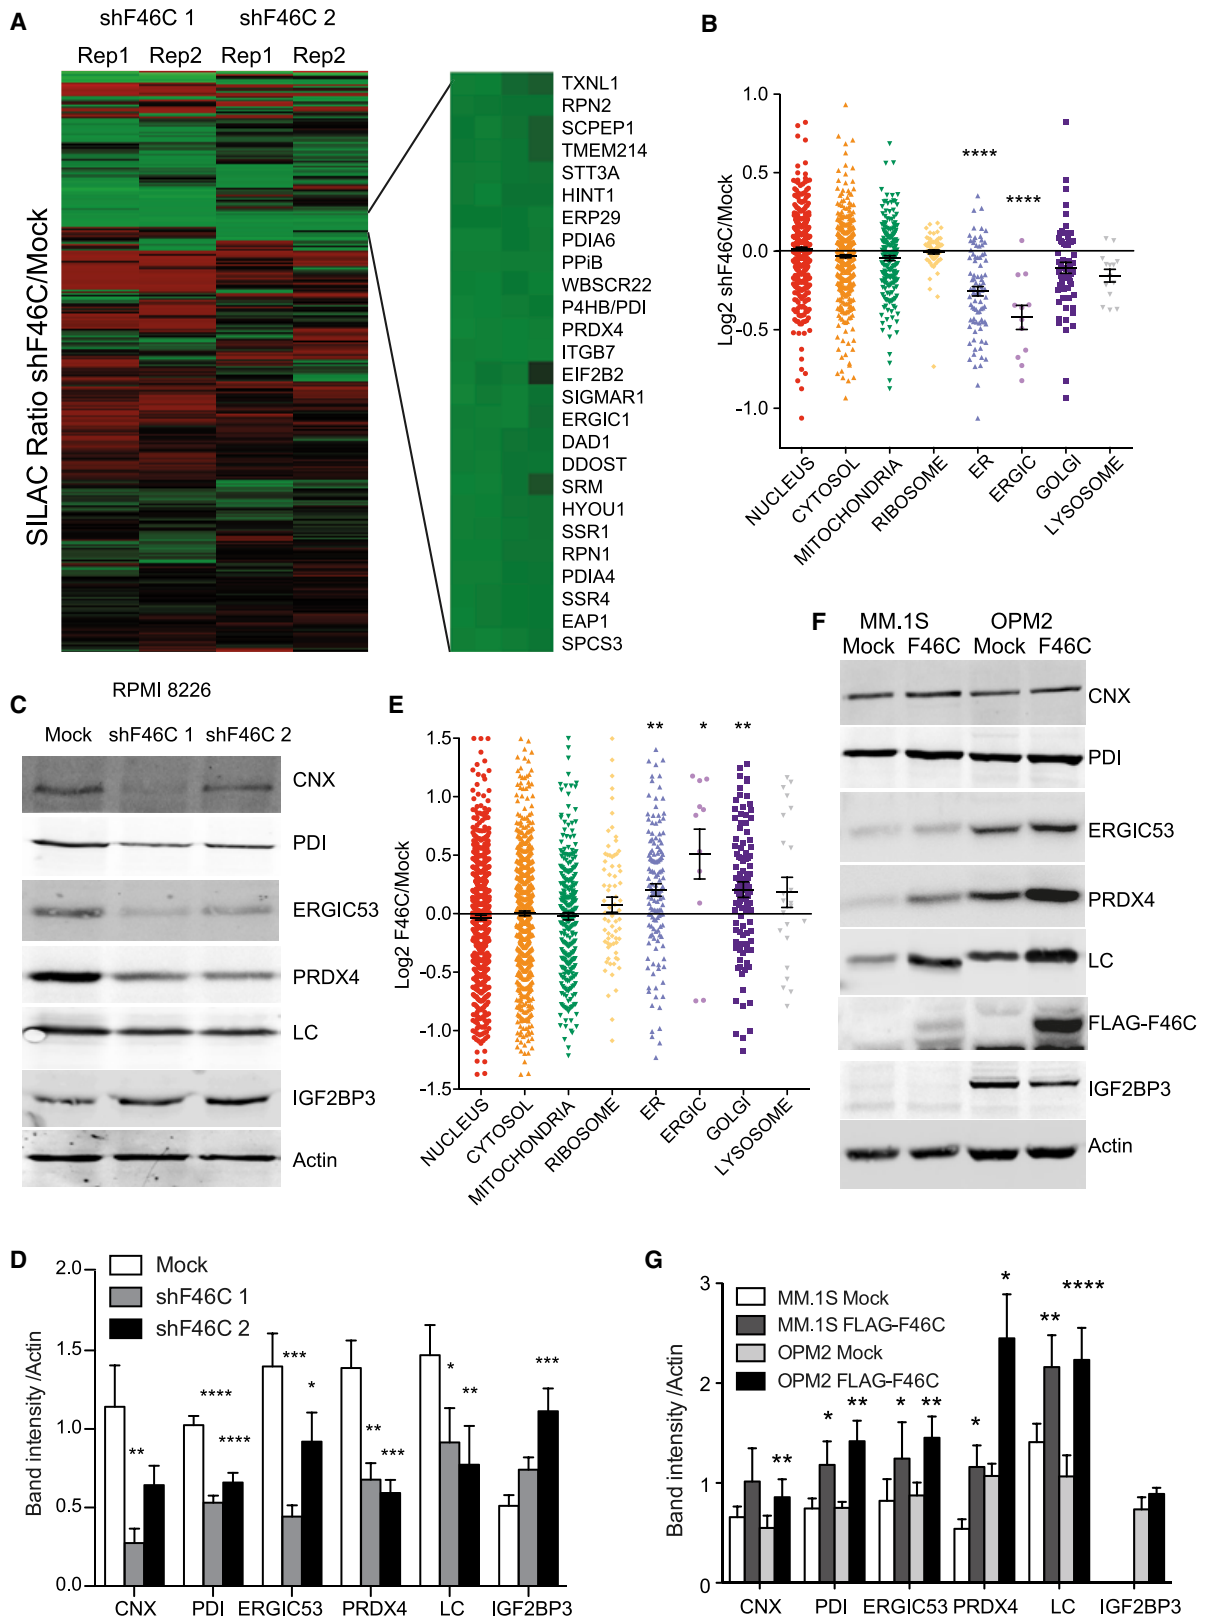 A
shF46C 1 shF46C 2
Rep1 Rep2 Rep1 Rep2
SILAC Ratio shF46C/Mock
TXNL1
RPN2
SCPEP1
TMEM214
STT3A
HINT1
ERP29
PDIA6
PPiB
WBSCR22
P4HB/PDI
PRDX4
ITGB7
EIF2B2
SIGMAR1
ERGIC1
DAD1
DDOST
SRM
HYOU1
SSR1
RPN1
PDIA4
SSR4
EAP1
SPCS3
B
Log2 shF46C/Mock
1.0
0.5
0.0
-0.5
-1.0
****
****
NUCLEUS
CYTOSOL
MITOCHONDRIA
RIBOSOME
ER
ERGIC
GOLGI
LYSOSOME
C
RPMI 8226
Mock shF46C 1 shF46C 2
CNX
PDI
ERGIC53
PRDX4
LC
IGF2BP3
Actin
D
Band intensity /Actin
2.0
1.5
1.0
0.5
0.0
Mock
shF46C 1
shF46C 2
**
****
****
***
*
**
***
*
**
***
CNX PDI ERGIC53 PRDX4 LC IGF2BP3
E
Log2 F46C/Mock
1.5
1.0
0.5
0.0
-0.5
-1.0
-1.5
** * **
NUCLEUS
CYTOSOL
MITOCHONDRIA
RIBOSOME
ER
ERGIC
GOLGI
LYSOSOME
F
MM.1S OPM2
Mock F46C Mock F46C
CNX
PDI
ERGIC53
PRDX4
LC
FLAG-F46C
IGF2BP3
Actin
G
Band intensity /Actin
3
2
1
0
MM.1S Mock
MM.1S FLAG-F46C
OPM2 Mock
OPM2 FLAG-F46C
**
*
**
*
**
*
*
**
****
CNX PDI ERGIC53 PRDX4 LC IGF2BP3